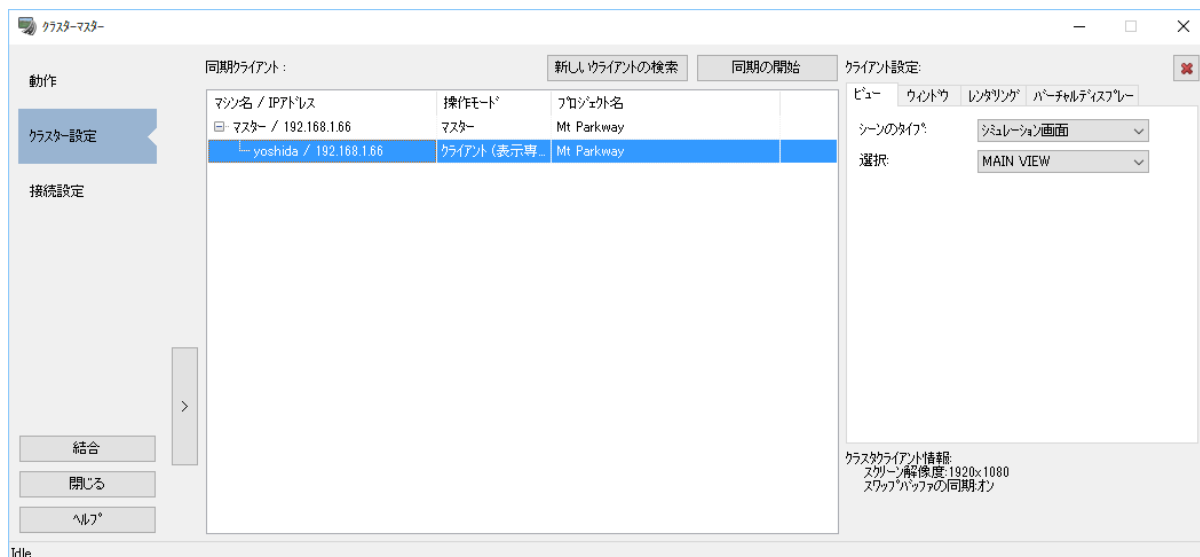 クラスターマスター
動作
クラスター設定
接続設定
結合
閉じる
ヘルプ
>
同期クライアント:
新しいクライアントの検索
同期の開始
マシン名 / IPアドレス 操作モード プロジェクト名
マスター / 192.168.1.66 マスター Mt Parkway
yoshida / 192.168.1.66 クライアント (表示専... Mt Parkway
クライアント設定:
ビュー ウィンドウ レンダリング バーチャルディスプレー
シーンのタイプ: シミュレーション画面
選択: MAIN VIEW
クラスタクライアント情報:
スクリーン解像度:1920x1080
スワップバッファの同期:オン
Idle